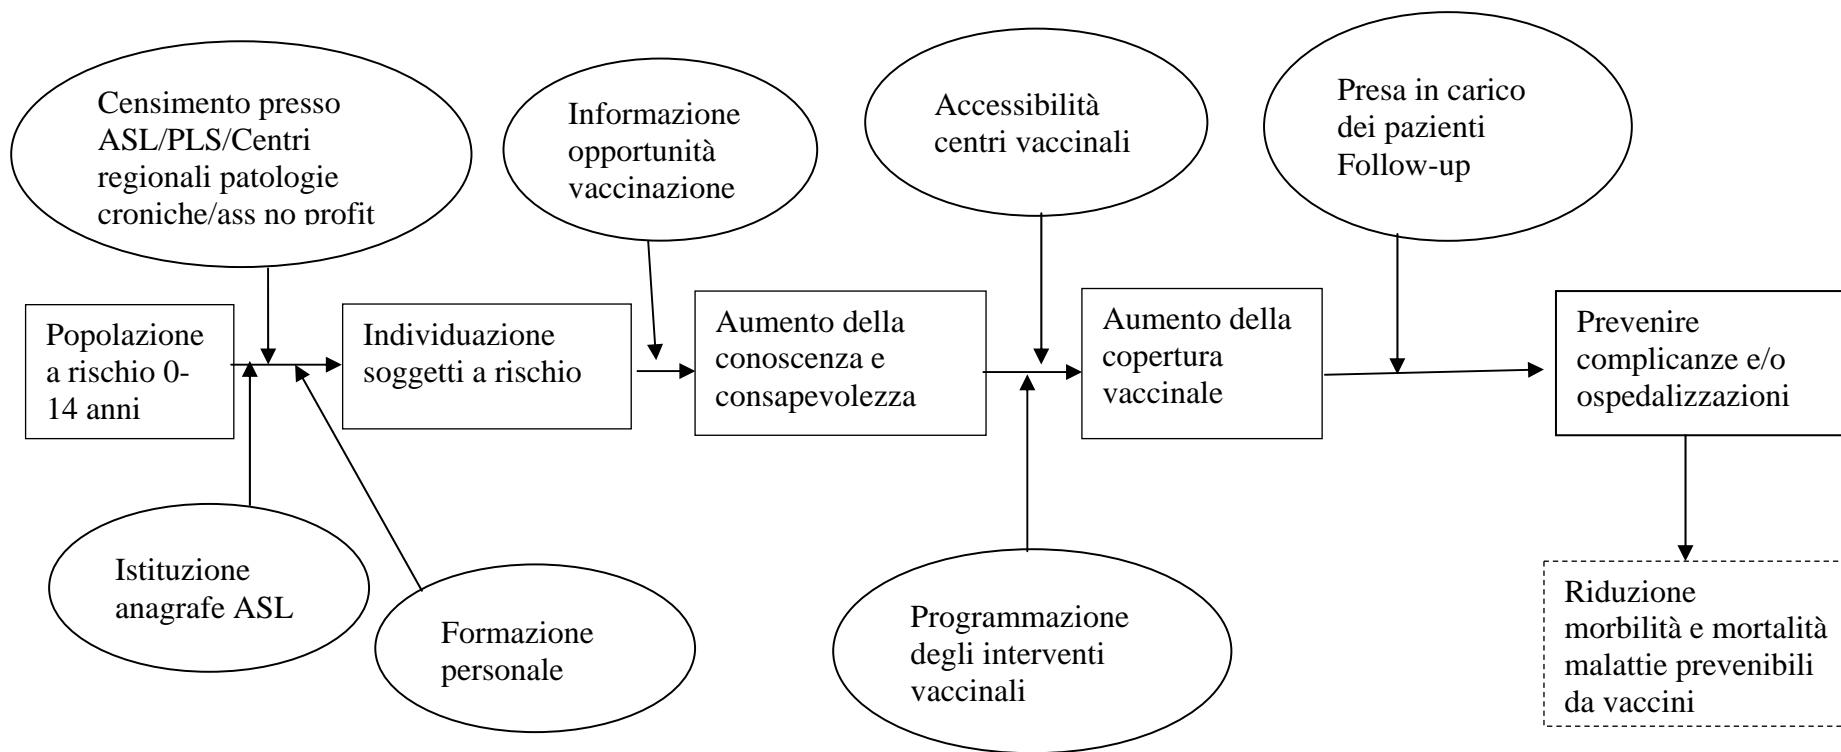 Censimento presso
ASL/PLS/Centri
regionali patologie
croniche/ass no profit
Informazione
opportunità
vaccinazione
Accessibilità
centri vaccinali
Presa in carico
dei pazienti
Follow-up
Popolazione
a rischio 0-
14 anni
Individuazione
soggetti a rischio
Aumento della
conoscenza e
consapevolezza
Aumento della
copertura
vaccinale
Prevenire
complicanze e/o
ospedalizzazioni
Istituzione
anagrafe ASL
Formazione
personale
Programmazione
degli interventi
vaccinali
Riduzione
morbilità e mortalità
malattie prevenibili
da vaccini